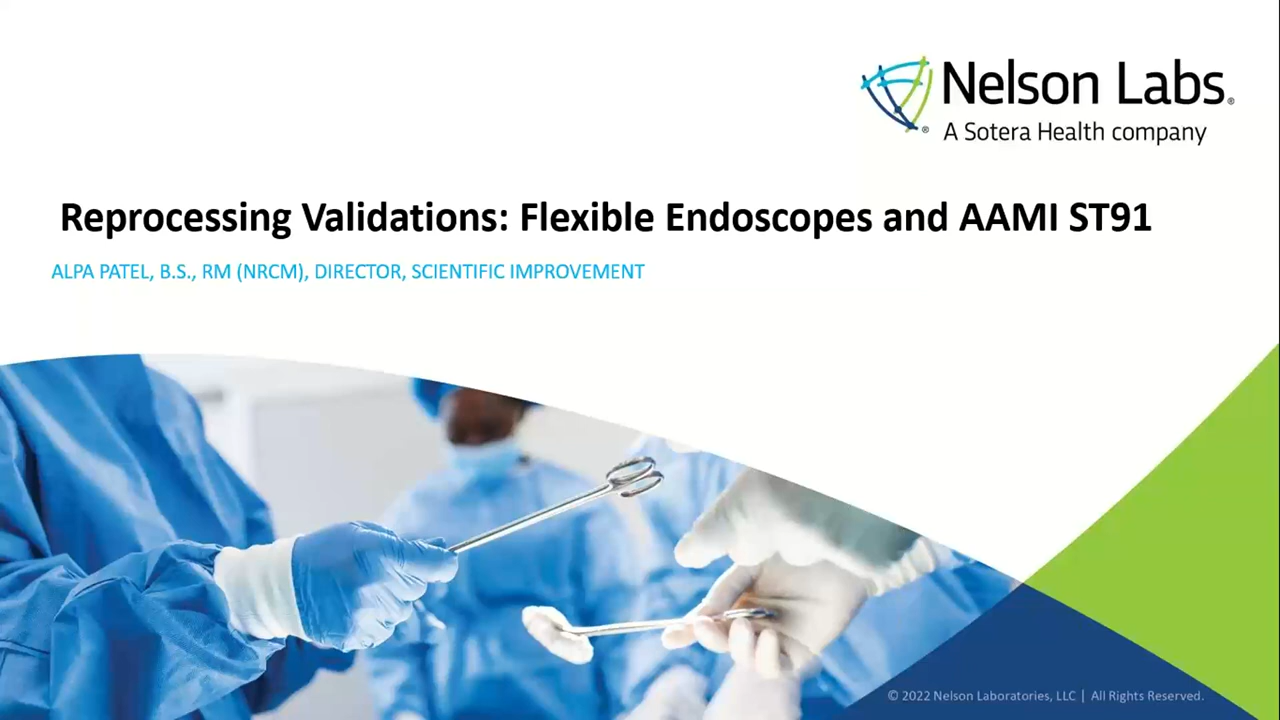 Nelson Labs®
A Sotera Health company
Reprocessing Validations: Flexible Endoscopes and AAMI ST91
ALPA PATEL, B.S., RM (NRCM), DIRECTOR, SCIENTIFIC IMPROVEMENT
© 2022 Nelson Laboratories, LLC | All Rights Reserved.